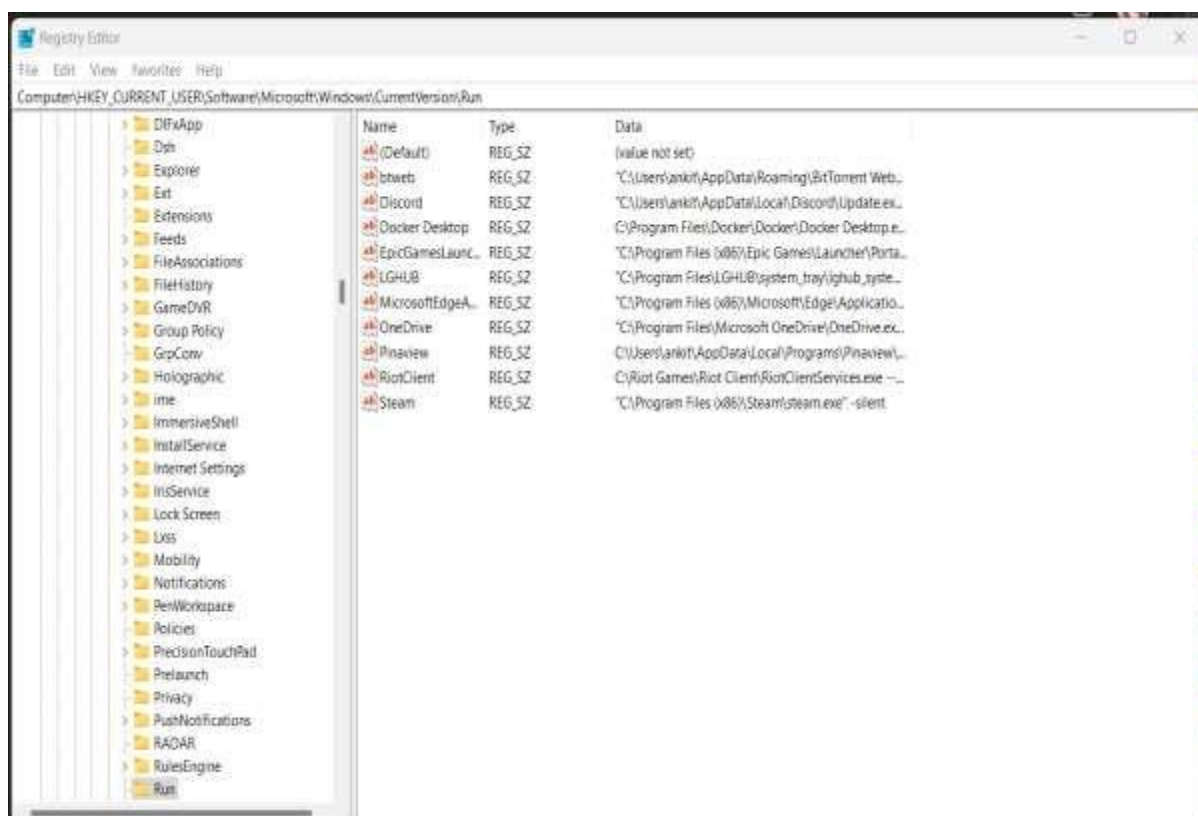 Registry Editor
File Edit View Favorites Help
Computer\HKEY_CURRENT_USER\Software\Microsoft\Windows\CurrentVersion\Run
DIFxApp
Dsh
Explorer
Ext
Extensions
Feeds
FileAssociations
FileHistory
GameDVR
Group Policy
GrpConv
Holographic
ime
ImmersiveShell
InstallService
Internet Settings
IrisService
Lock Screen
Lxss
Mobility
Notifications
PenWorkspace
Policies
PrecisionTouchPad
Prelaunch
Privacy
PushNotifications
RADAR
RulesEngine
Run
Name Type Data
(Default) REG_SZ (value not set)
btweb REG_SZ "C:\Users\ankit\AppData\Roaming\BitTorrent Web...
Discord REG_SZ "C:\Users\ankit\AppData\Local\Discord\Update.ex...
Docker Desktop REG_SZ C:\Program Files\Docker\Docker\Docker Desktop.e...
EpicGamesLaunc... REG_SZ "C:\Program Files (x86)\Epic Games\Launcher\Porta...
LGHUB REG_SZ "C:\Program Files\LGHUB\system_tray\lghub_syste...
MicrosoftEdgeA... REG_SZ "C:\Program Files (x86)\Microsoft\Edge\Applicatio...
OneDrive REG_SZ "C:\Program Files\Microsoft OneDrive\OneDrive.ex...
Pinaview REG_SZ C:\Users\ankit\AppData\Local\Programs\Pinaview\...
RiotClient REG_SZ C:\Riot Games\Riot Client\RiotClientServices.exe --...
Steam REG_SZ "C:\Program Files (x86)\Steam\steam.exe" -silent